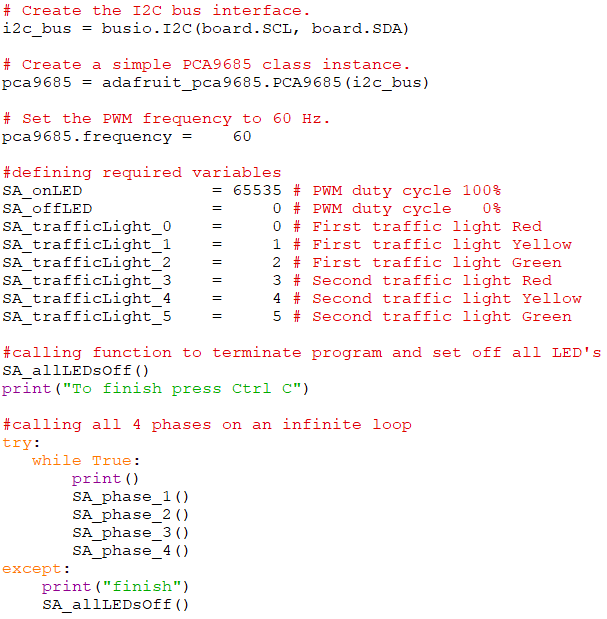 # Create the I2C bus interface.
i2c_bus = busio.I2C(board.SCL, board.SDA)
# Create a simple PCA9685 class instance.
pca9685 = adafruit_pca9685.PCA9685(i2c_bus)
# Set the PWM frequency to 60 Hz.
pca9685.frequency =    60
#defining required variables
SA_onLED             = 65535 # PWM duty cycle 100%
SA_offLED            =     0 # PWM duty cycle   0%
SA_trafficLight_0    =     0 # First traffic light Red
SA_trafficLight_1    =     1 # First traffic light Yellow
SA_trafficLight_2    =     2 # First traffic light Green
SA_trafficLight_3    =     3 # Second traffic light Red
SA_trafficLight_4    =     4 # Second traffic light Yellow
SA_trafficLight_5    =     5 # Second traffic light Green
#calling function to terminate program and set off all LED's
SA_allLEDsOff()
print("To finish press Ctrl C")
#calling all 4 phases on an infinite loop
try:
   while True:
       print()
       SA_phase_1()
       SA_phase_2()
       SA_phase_3()
       SA_phase_4()
except:
    print("finish")
    SA_allLEDsOff()